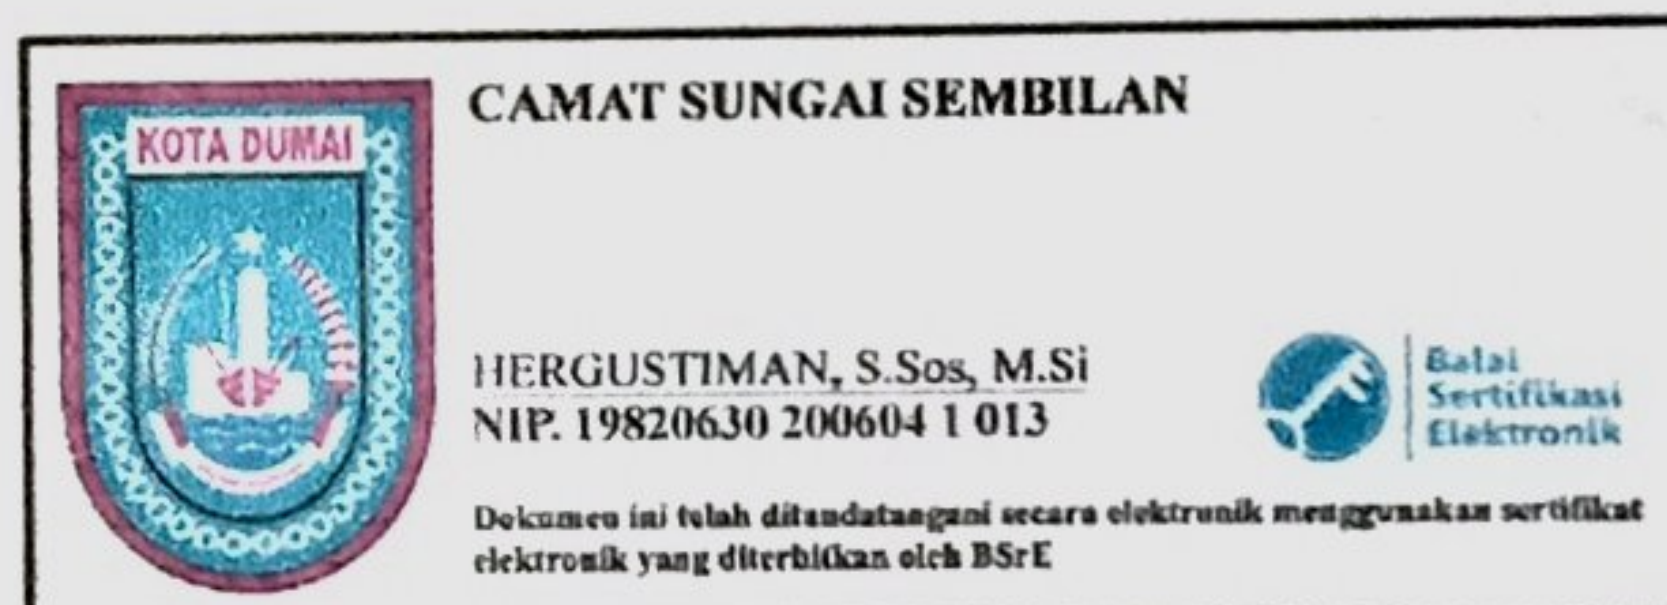 KOTA DUMAI
CAMAT SUNGAI SEMBILAN
HERGUSTIMAN, S.Sos, M.Si
NIP. 19820630 200604 1 013
Balai
Sertifikasi
Elektronik
Dokumen ini telah ditandatangani secara elektronik menggunakan sertifikat
elektronik yang diterbitkan oleh BSrE